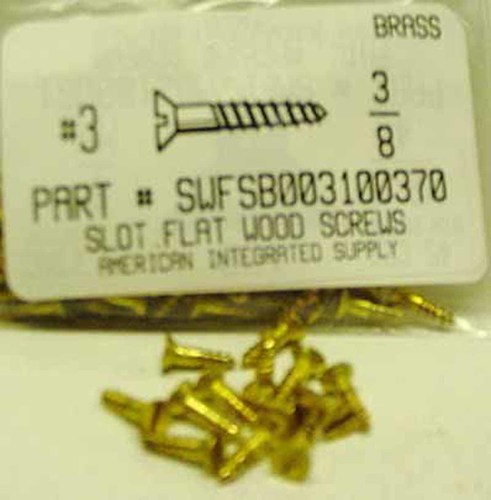 BRASS
#3 3/8
PART # SWFSB003100370
SLOT FLAT WOOD SCREWS
AMERICAN INTEGRATED SUPPLY